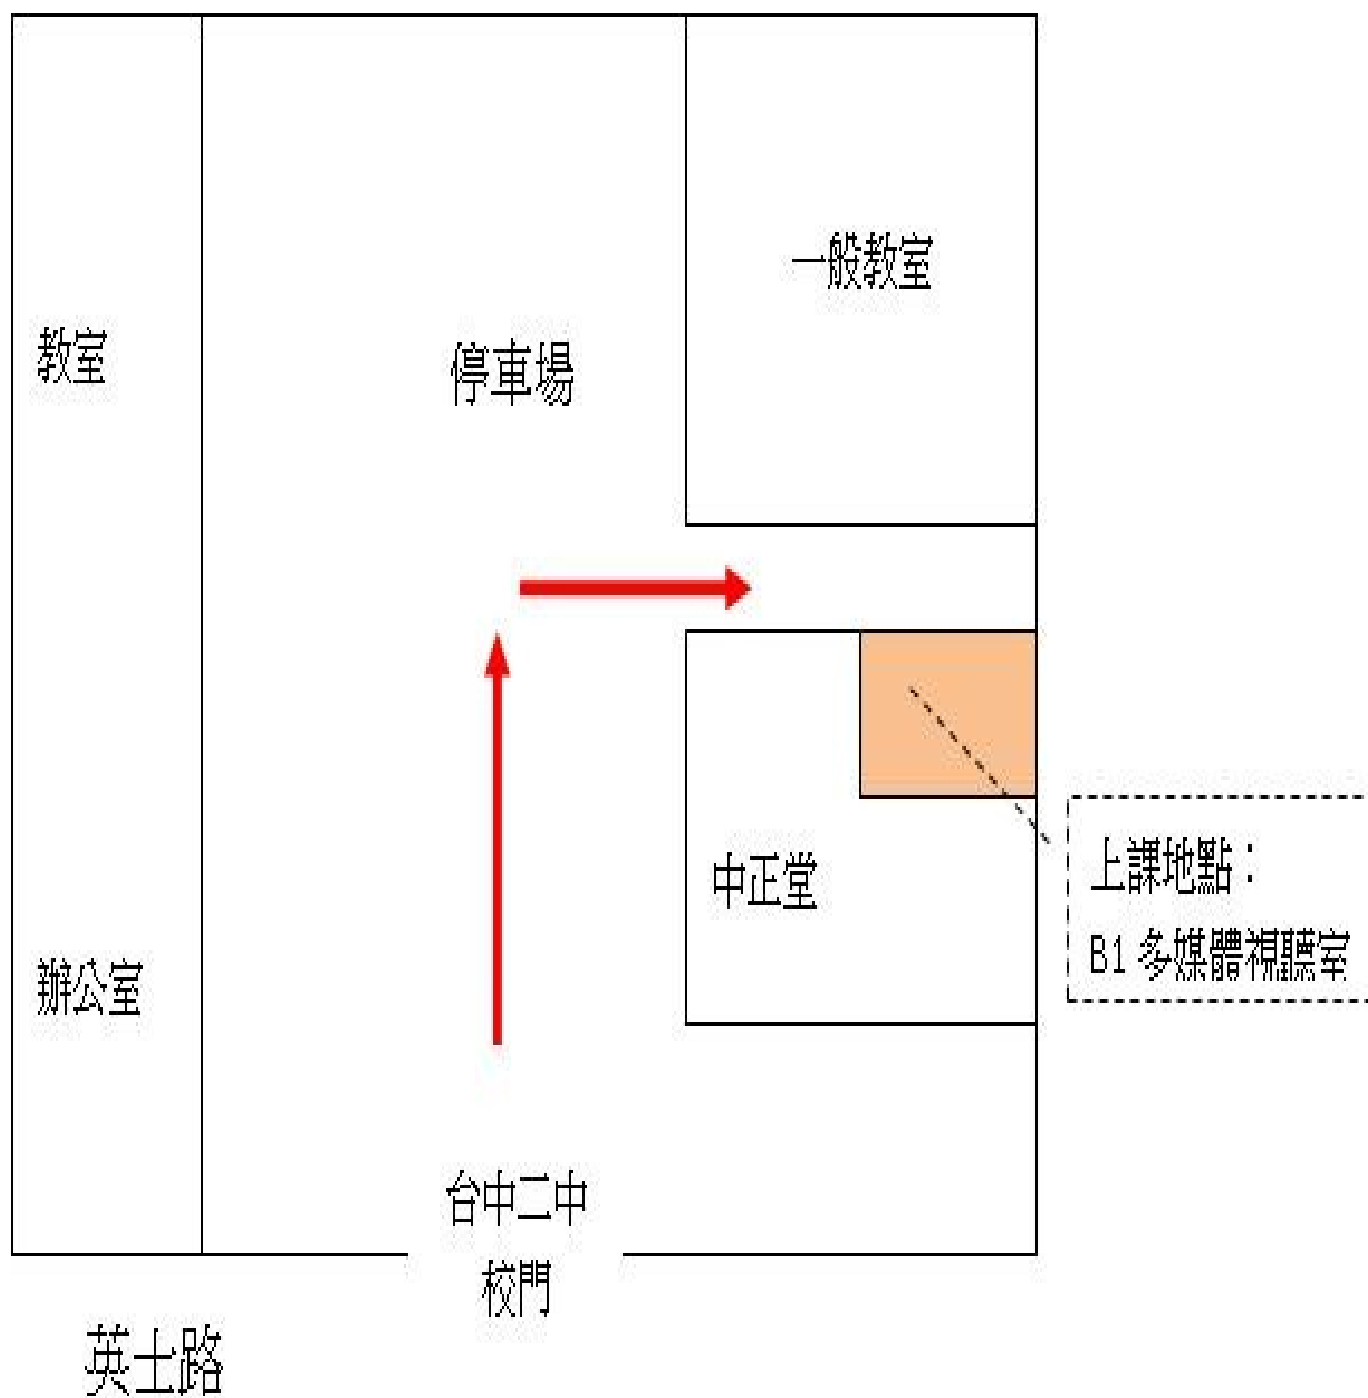 一般教室
教室
停車場
中正堂
上課地點：
B1 多媒體視聽室
辦公室
台中二中
校門
英士路